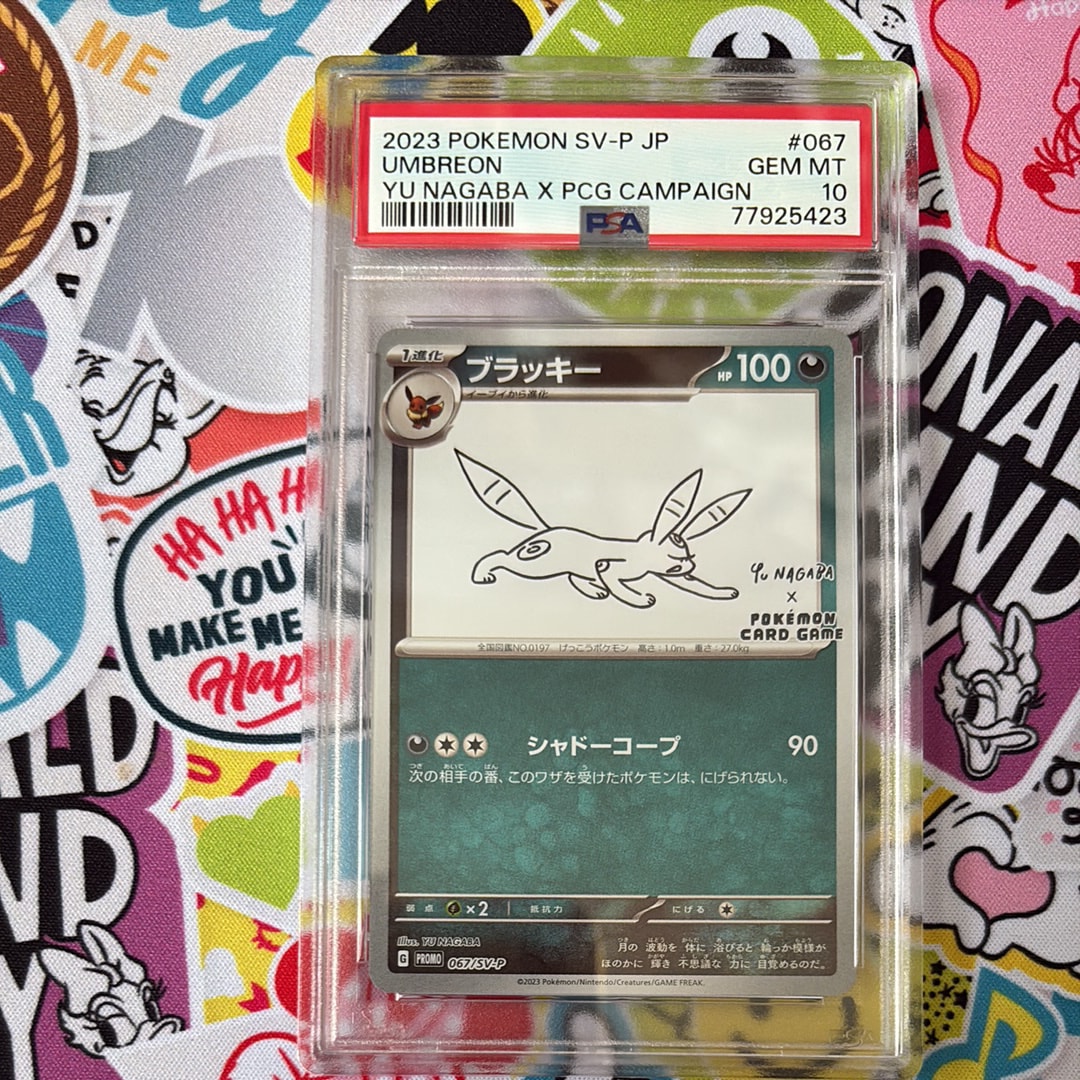 2023 POKEMON SV-P JP #067
UMBREON GEM MT
YU NAGABA X PCG CAMPAIGN 10
PSA 77925423
1進化 ブラッキー HP 100
イーブイから進化
YU NAGABA
X
POKÉMON
CARD GAME
全国図鑑NO.0197 げっこうポケモン 高さ:1.0m 重さ:27.0kg
シャドーコープ 90
次の相手の番、このワザを受けたポケモンは、にげられない。
弱点 ×2 抵抗力 にげる
Illus. YU NAGABA
G PROMO 067/SV-P
月の波動を体に浴びると輪っか模様が
ほのかに輝き不思議な力に目覚めるのだ。
©2023 Pokémon/Nintendo/Creatures/GAME FREAK.
ME
HA HA H
YOU'
MAKE ME
Hap
ILD
ND
ND
Y
ONAL
AND
Hap